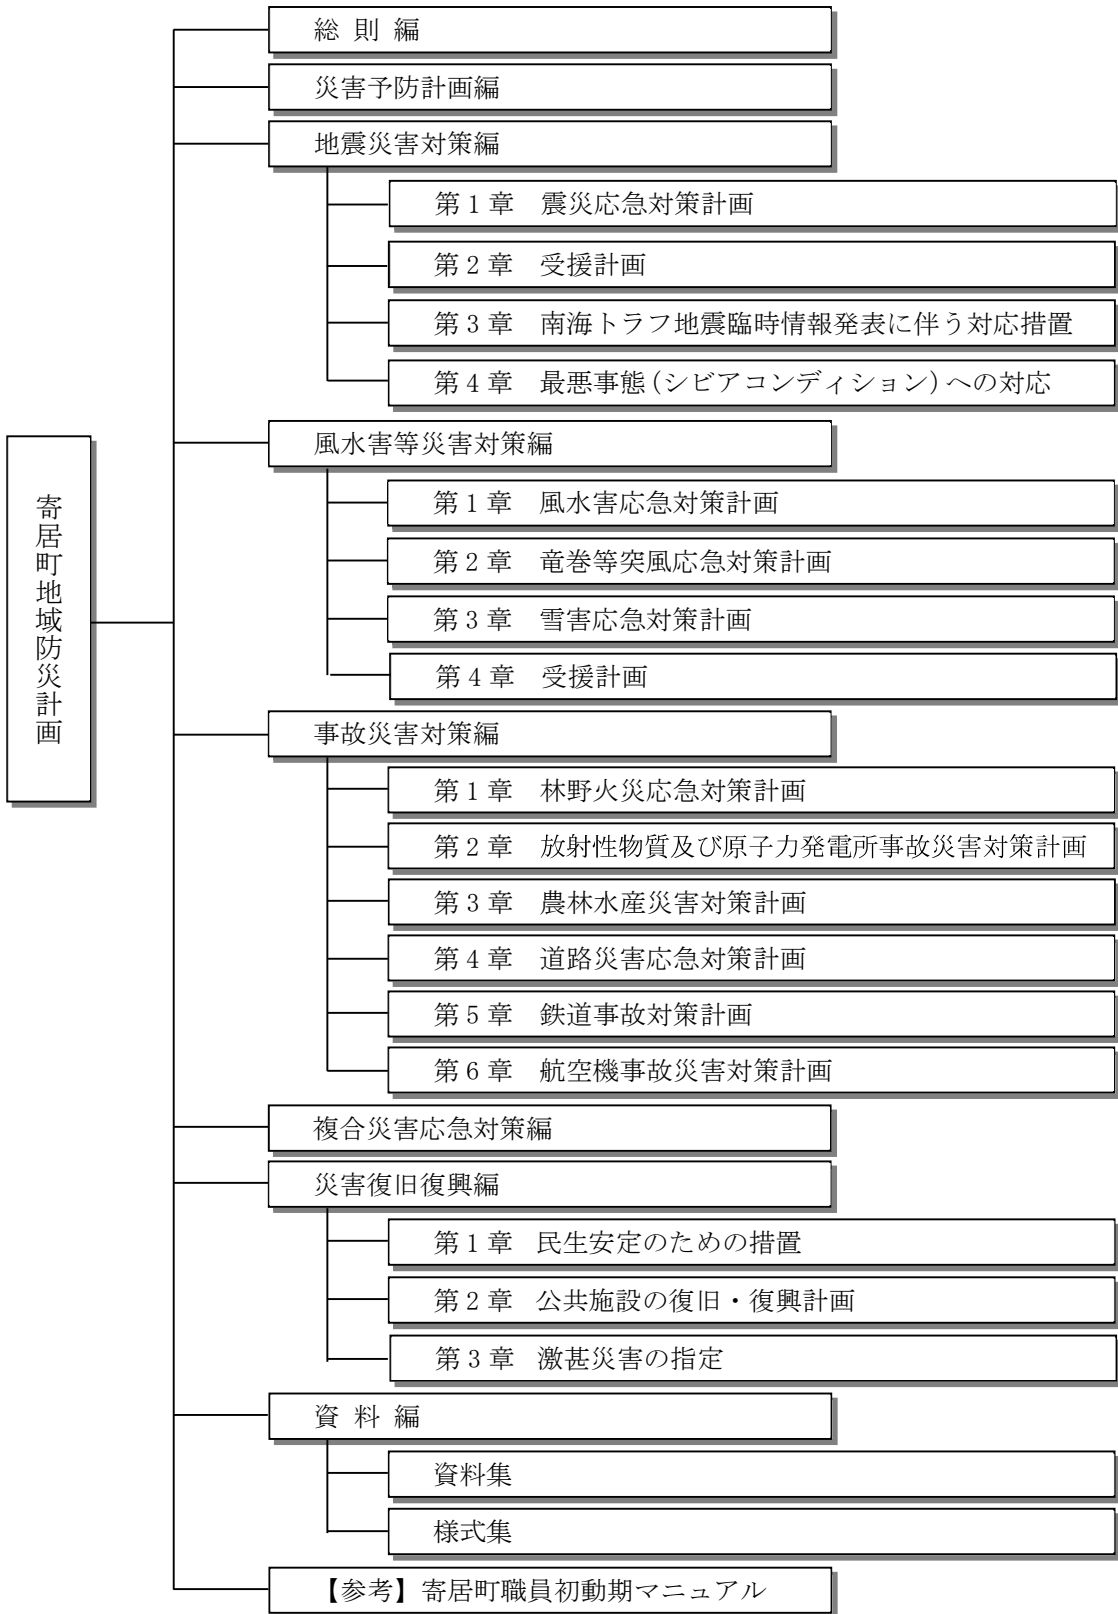 寄居町地域防災計画
総 則 編
災害予防計画編
地震災害対策編
第1章 震災応急対策計画
第2章 受援計画
第3章 南海トラフ地震臨時情報発表に伴う対応措置
第4章 最悪事態(シビアコンディション)への対応
風水害等災害対策編
第1章 風水害応急対策計画
第2章 竜巻等突風応急対策計画
第3章 雪害応急対策計画
第4章 受援計画
事故災害対策編
第1章 林野火災応急対策計画
第2章 放射性物質及び原子力発電所事故災害対策計画
第3章 農林水産災害対策計画
第4章 道路災害応急対策計画
第5章 鉄道事故対策計画
第6章 航空機事故災害対策計画
複合災害応急対策編
災害復旧復興編
第1章 民生安定のための措置
第2章 公共施設の復旧・復興計画
第3章 激甚災害の指定
資 料 編
資料集
様式集
【参考】寄居町職員初動期マニュアル